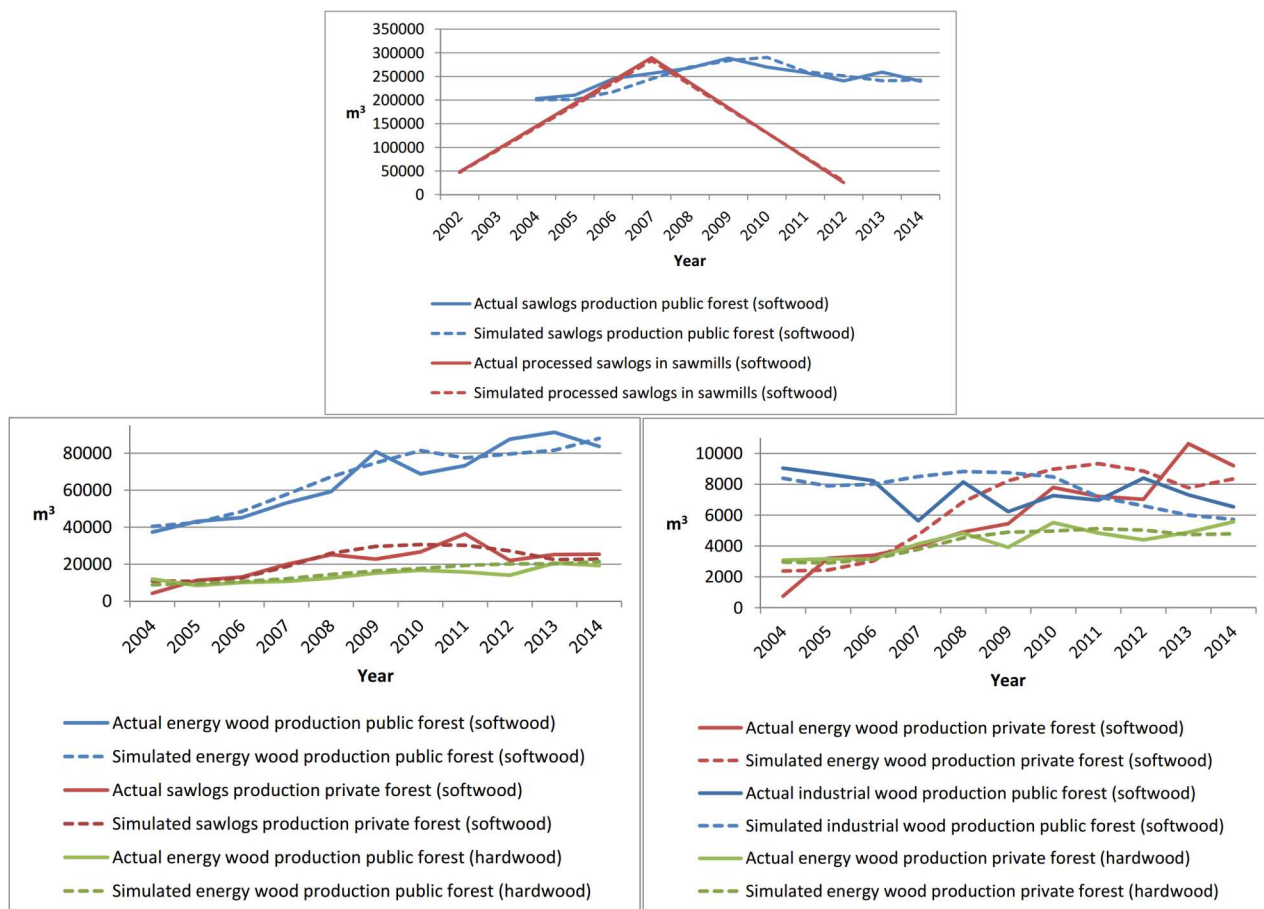 350000
300000
250000
200000
150000
100000
50000
0
m³
2002 2003 2004 2005 2006 2007 2008 2009 2010 2011 2012 2013 2014
Year
Actual sawlogs production public forest (softwood)
Simulated sawlogs production public forest (softwood)
Actual processed sawlogs in sawmills (softwood)
Simulated processed sawlogs in sawmills (softwood)
80000
60000
40000
20000
0
m³
2004 2005 2006 2007 2008 2009 2010 2011 2012 2013 2014
Year
Actual energy wood production public forest (softwood)
Simulated energy wood production public forest (softwood)
Actual sawlogs production private forest (softwood)
Simulated sawlogs production private forest (softwood)
Actual energy wood production public forest (hardwood)
Simulated energy wood production public forest (hardwood)
10000
8000
6000
4000
2000
0
m³
2004 2005 2006 2007 2008 2009 2010 2011 2012 2013 2014
Year
Actual energy wood production private forest (softwood)
Simulated energy wood production private forest (softwood)
Actual industrial wood production public forest (softwood)
Simulated industrial wood production public forest (softwood)
Actual energy wood production private forest (hardwood)
Simulated energy wood production private forest (hardwood)